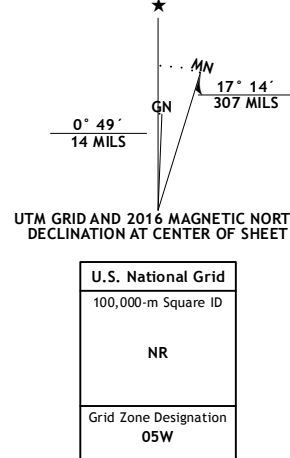 ★
MN
GN
17° 14´
307 MILS
0° 49´
14 MILS
UTM GRID AND 2016 MAGNETIC NORT
DECLINATION AT CENTER OF SHEET
U.S. National Grid
100,000-m Square ID
NR
Grid Zone Designation
05W